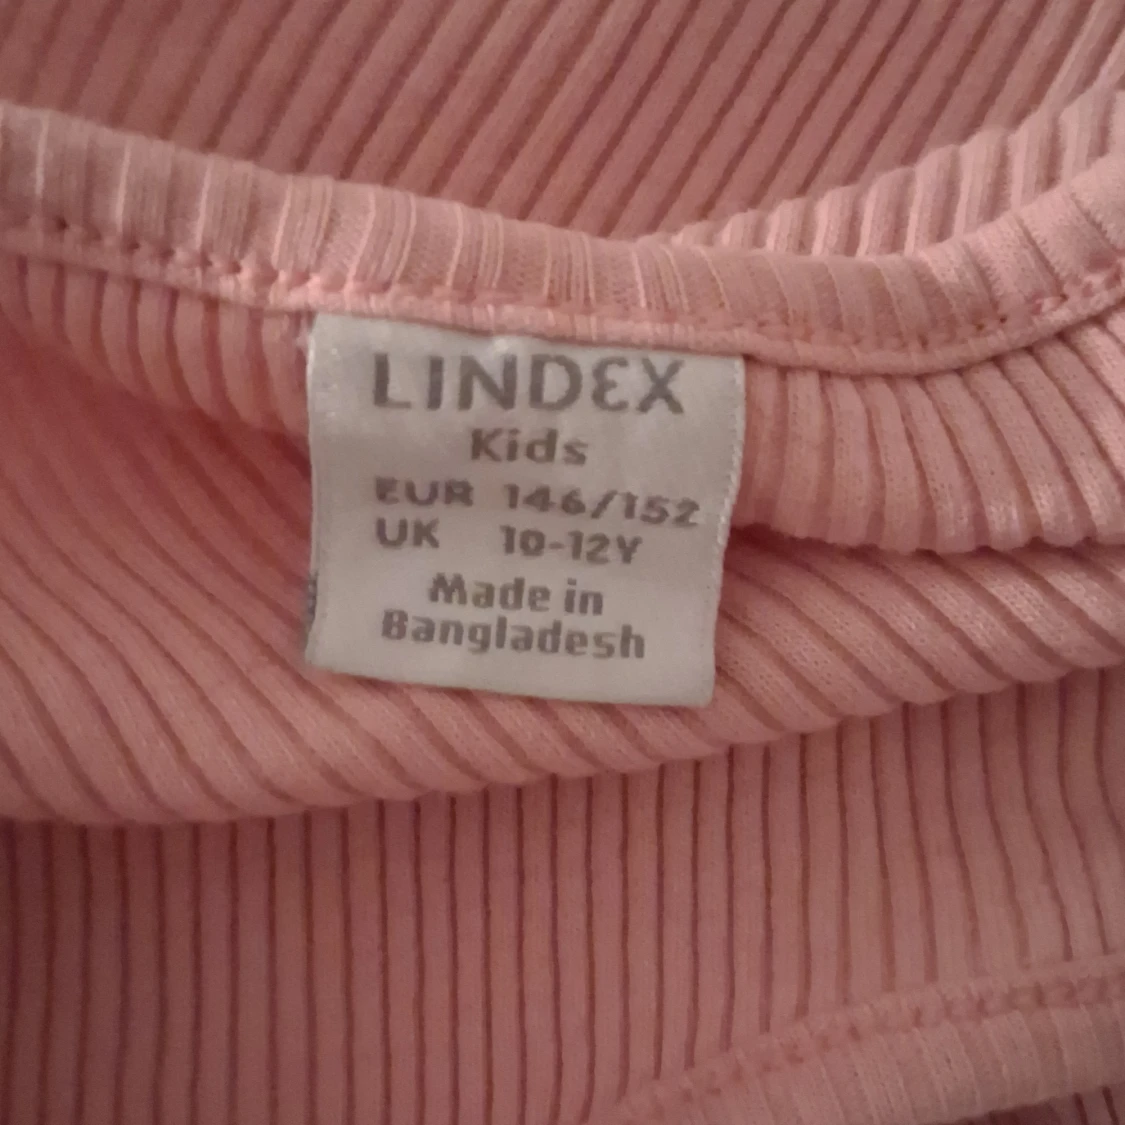 LINDEX
Kids
EUR 146/152
UK 10-12Y
Made in
Bangladesh